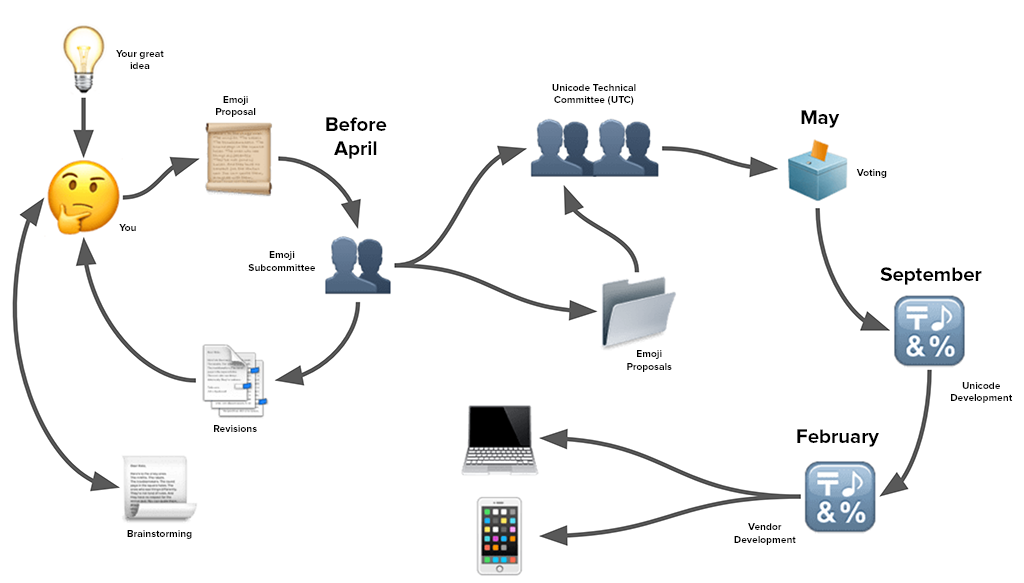 Your great
idea
Emoji
Proposal
Before
April
Unicode Technical
Committee (UTC)
May
Voting
You
Emoji
Subcommittee
September
Emoji
Proposals
Unicode
Development
Revisions
February
Vendor
Development
Brainstorming